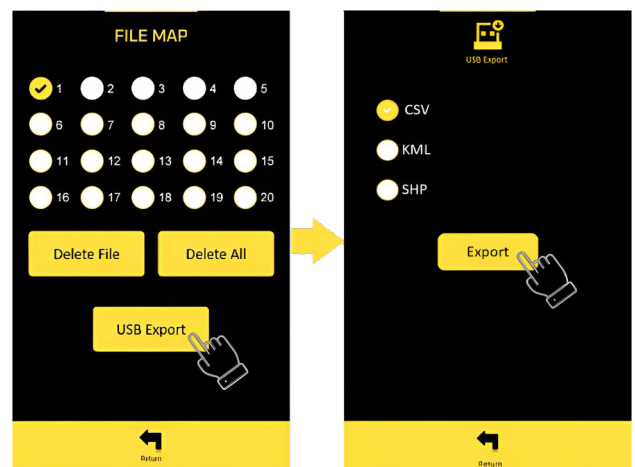 FILE MAP
1 2 3 4 5
6 7 8 9 10
11 12 13 14 15
16 17 18 19 20
Delete File Delete All
USB Export
Return
USB Export
CSV
KML
SHP
Export
Return